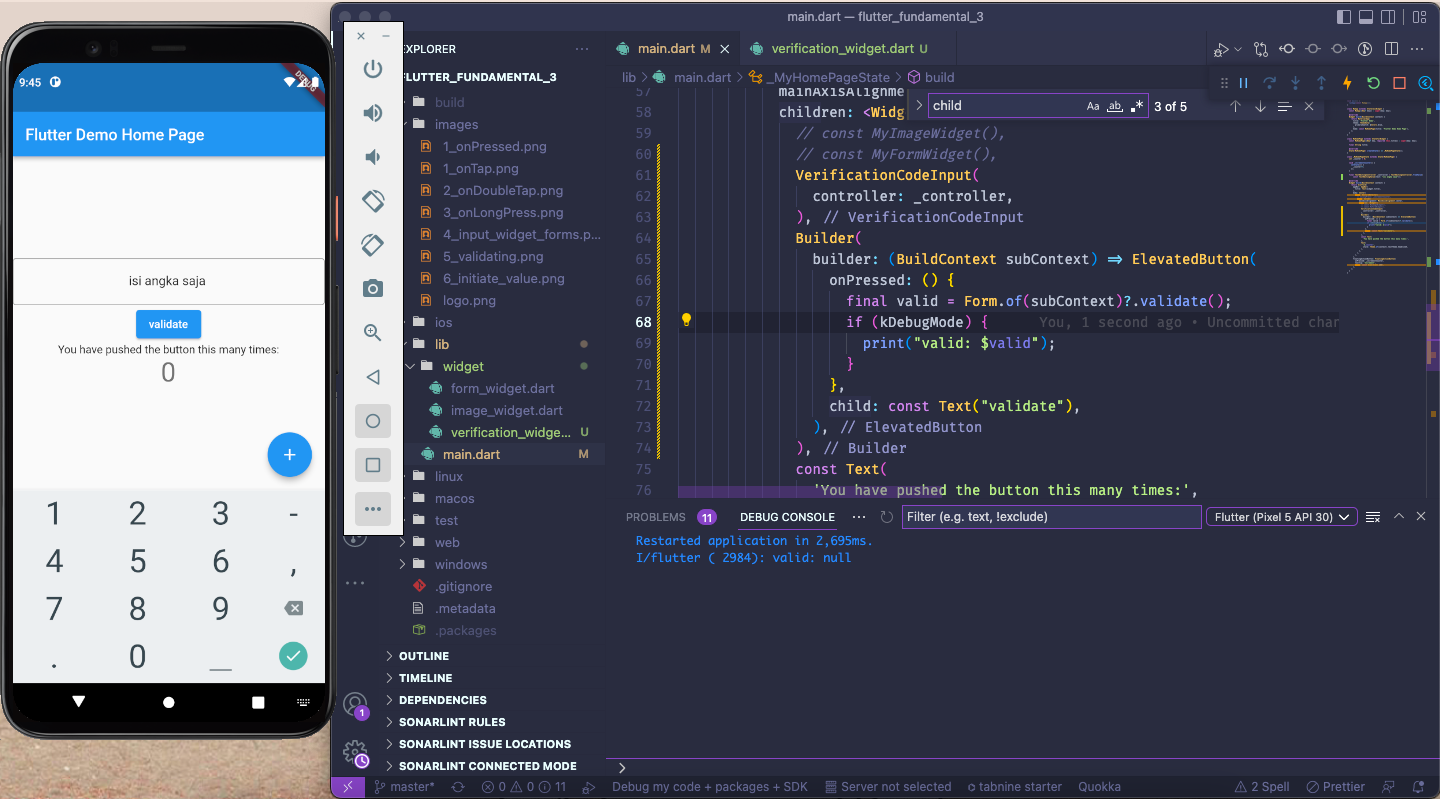 9:45
DEBUG
Flutter Demo Home Page
isi angka saja
validate
You have pushed the button this many times:
0
+
1 2 3 -
4 5 6 ,
7 8 9
. 0 _
main.dart — flutter_fundamental_3
EXPLORER
FLUTTER_FUNDAMENTAL_3
build
images
1_onPressed.png
1_onTap.png
2_onDoubleTap.png
3_onLongPress.png
4_input_widget_forms.p...
5_validating.png
6_initiate_value.png
logo.png
ios
lib
widget
form_widget.dart
image_widget.dart
verification_widge... U
main.dart M
linux
macos
test
web
windows
.gitignore
.metadata
.packages
OUTLINE
TIMELINE
DEPENDENCIES
SONARLINT RULES
SONARLINT ISSUE LOCATIONS
SONARLINT CONNECTED MODE
1
main.dart M
verification_widget.dart U
lib > main.dart > _MyHomePageState > build
child
Aa ab .* 3 of 5
57 mainAxisAlignme
58 children: <Widg
59 // const MyImageWidget(),
60 // const MyFormWidget(),
61 VerificationCodeInput(
62 controller: _controller,
63 ), // VerificationCodeInput
64 Builder(
65 builder: (BuildContext subContext) => ElevatedButton(
66 onPressed: () {
67 final valid = Form.of(subContext)?.validate();
68 if (kDebugMode) { You, 1 second ago • Uncommitted char
69 print("valid: $valid");
70 }
71 },
72 child: const Text("validate"),
73 ), // ElevatedButton
74 ), // Builder
75 const Text(
76 'You have pushed the button this many times:',
PROBLEMS 11 DEBUG CONSOLE
Filter (e.g. text, !exclude)
Flutter (Pixel 5 API 30)
Restarted application in 2,695ms.
I/flutter ( 2984): valid: null
master* 0 0 11 Debug my code + packages + SDK Server not selected tabnine starter Quokka 2 Spell Prettier